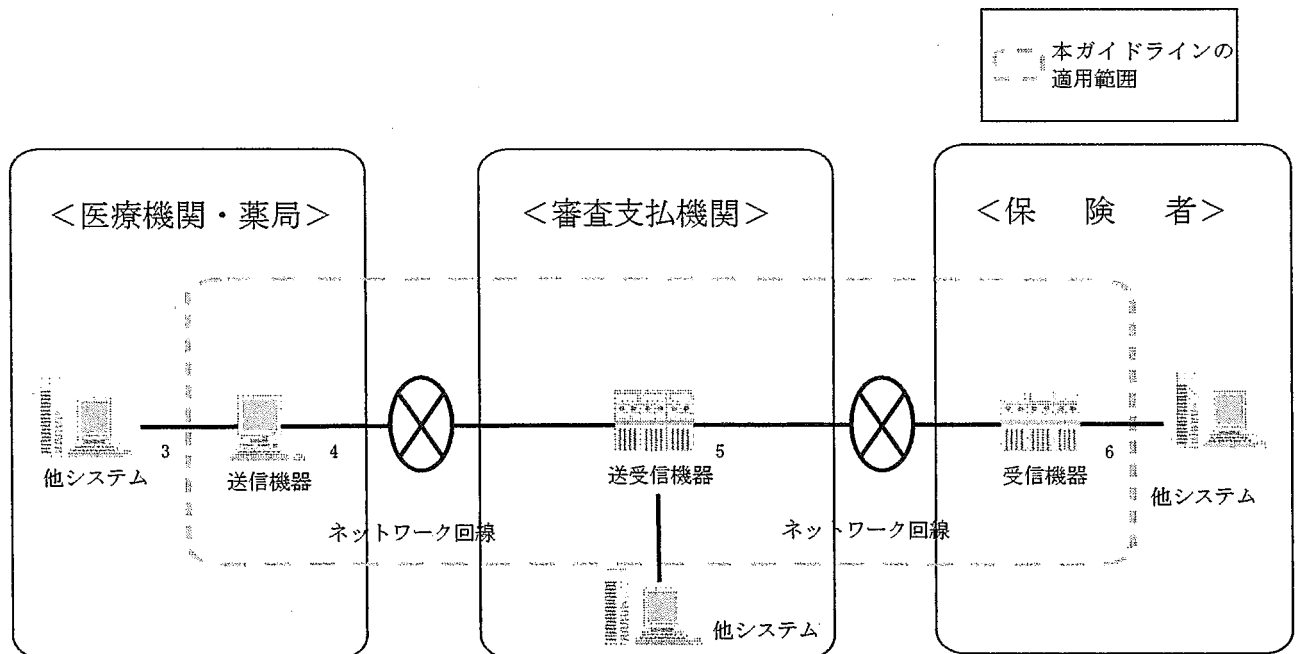 本ガイドラインの
適用範囲
＜医療機関・薬局＞
＜審査支払機関＞
＜保　険　者＞
3
4
5
6
他システム
送信機器
送受信機器
受信機器
他システム
ネットワーク回線
ネットワーク回線
他システム